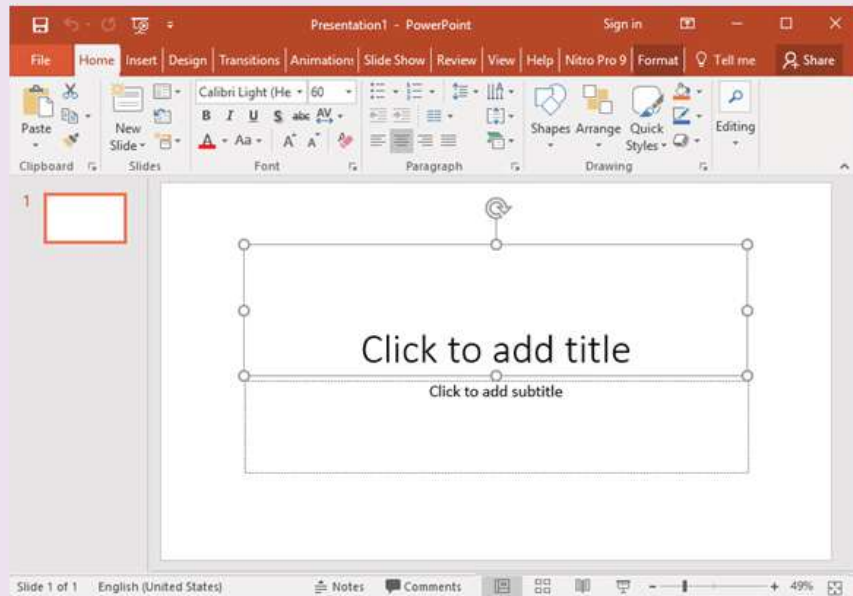 Presentation1 - PowerPoint Sign in
File Home Insert Design Transitions Animations Slide Show Review View Help Nitro Pro 9 Format Tell me Share
Calibri Light (He 60
B I U S abc AV
A Aa A A
Paste New Slide Shapes Arrange Quick Styles Editing
Clipboard Slides Font Paragraph Drawing
1
Click to add title
Click to add subtitle
Slide 1 of 1 English (United States) Notes Comments 49%